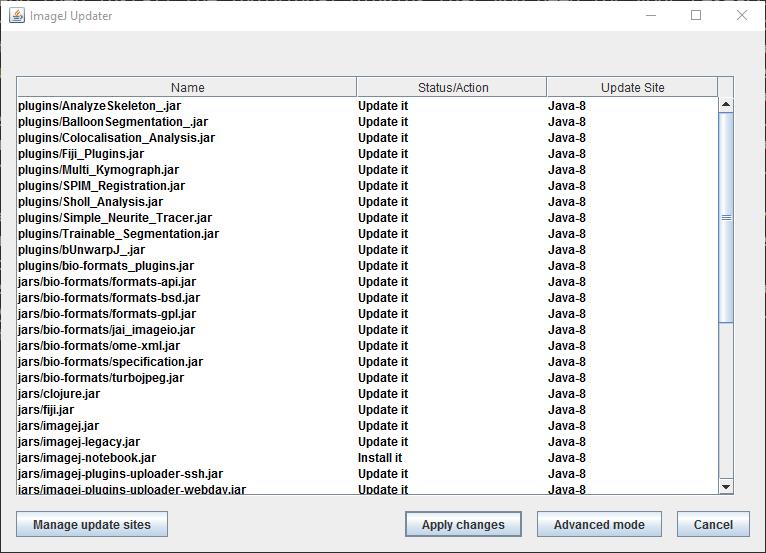 ImageJ Updater
Name Status/Action Update Site
plugins/AnalyzeSkeleton_.jar Update it Java-8
plugins/BalloonSegmentation_.jar Update it Java-8
plugins/Colocalisation_Analysis.jar Update it Java-8
plugins/Fiji_Plugins.jar Update it Java-8
plugins/Multi_Kymograph.jar Update it Java-8
plugins/SPIM_Registration.jar Update it Java-8
plugins/Sholl_Analysis.jar Update it Java-8
plugins/Simple_Neurite_Tracer.jar Update it Java-8
plugins/Trainable_Segmentation.jar Update it Java-8
plugins/bUnwarpJ_.jar Update it Java-8
plugins/bio-formats_plugins.jar Update it Java-8
jars/bio-formats/formats-api.jar Update it Java-8
jars/bio-formats/formats-bsd.jar Update it Java-8
jars/bio-formats/formats-gpl.jar Update it Java-8
jars/bio-formats/jai_imageio.jar Update it Java-8
jars/bio-formats/ome-xml.jar Update it Java-8
jars/bio-formats/specification.jar Update it Java-8
jars/bio-formats/turbojpeg.jar Update it Java-8
jars/clojure.jar Update it Java-8
jars/fiji.jar Update it Java-8
jars/imagej.jar Update it Java-8
jars/imagej-legacy.jar Update it Java-8
jars/imagej-notebook.jar Install it Java-8
jars/imagej-plugins-uploader-ssh.jar Update it Java-8
jars/imagej-plugins-uploader-webdav.jar Update it Java-8
Manage update sites Apply changes Advanced mode Cancel